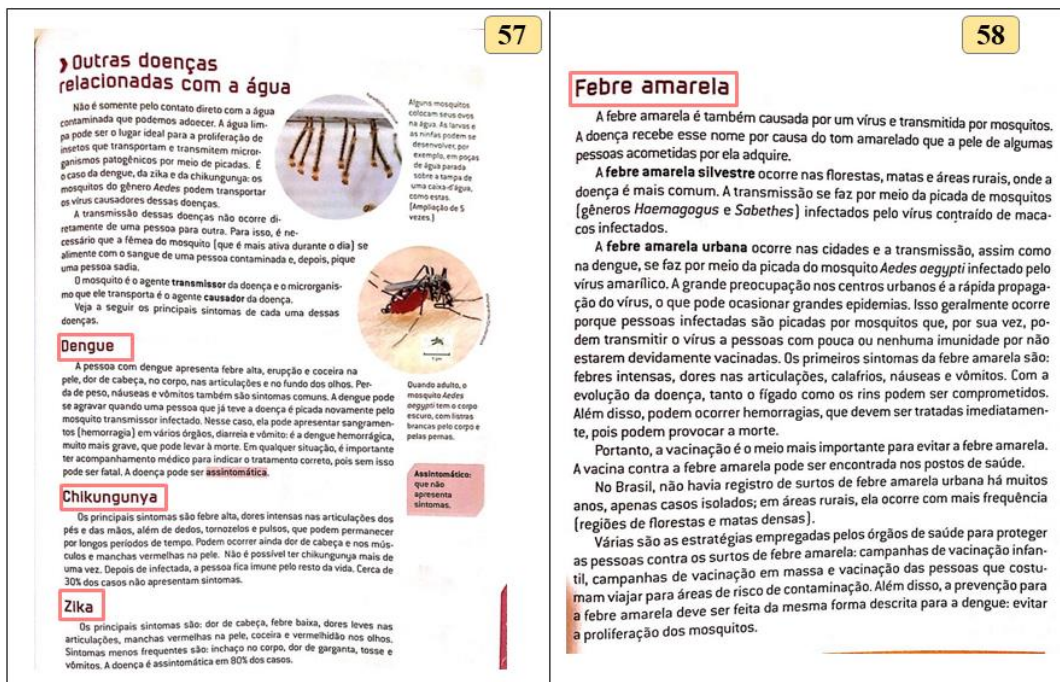 57
❯ Outras doenças
relacionadas com a água
Não é somente pelo contato direto com a água
contaminada que podemos adoecer. A água lim-
pa pode ser o lugar ideal para a proliferação de
insetos que transportam e transmitem micror-
ganismos patogênicos por meio de picadas. É
o caso da dengue, da zika e da chikungunya: os
mosquitos do gênero Aedes podem transportar
os vírus causadores dessas doenças.
A transmissão dessas doenças não ocorre di-
retamente de uma pessoa para outra. Para isso, é ne-
cessário que a fêmea do mosquito (que é mais ativa durante o dia) se
alimente com o sangue de uma pessoa contaminada e, depois, pique
uma pessoa sadia.
O mosquito é o agente transmissor da doença e o microrganis-
mo que ele transporta é o agente causador da doença.
Veja a seguir os principais sintomas de cada uma dessas
doenças.
Alguns mosquitos
colocam seus ovos
na água. As larvas e
as ninfas podem se
desenvolver, por
exemplo, em poças
de água parada
sobre a tampa de
uma caixa-d'água,
como estas.
(Ampliação de 5
vezes.)
Dengue
A pessoa com dengue apresenta febre alta, erupção e coceira na
pele, dor de cabeça, no corpo, nas articulações e no fundo dos olhos. Per-
da de peso, náuseas e vômitos também são sintomas comuns. A dengue pode
se agravar quando uma pessoa que já teve a doença é picada novamente pelo
mosquito transmissor infectado. Nesse caso, ela pode apresentar sangramen-
tos (hemorragia) em vários órgãos, diarreia e vômito: é a dengue hemorrágica,
muito mais grave, que pode levar à morte. Em qualquer situação, é importante
ter acompanhamento médico para indicar o tratamento correto, pois sem isso
pode ser fatal. A doença pode ser assintomática.
Quando adulto, o
mosquito Aedes
aegypti tem o corpo
escuro, com listras
brancas pelo corpo e
pelas pernas.
Assintomático:
que não
apresenta
sintomas.
Chikungunya
Os principais sintomas são febre alta, dores intensas nas articulações dos
pés e das mãos, além de dedos, tornozelos e pulsos, que podem permanecer
por longos períodos de tempo. Podem ocorrer ainda dor de cabeça e nos mús-
culos e manchas vermelhas na pele. Não é possível ter chikungunya mais de
uma vez. Depois de infectada, a pessoa fica imune pelo resto da vida. Cerca de
30% dos casos não apresentam sintomas.
Zika
Os principais sintomas são: dor de cabeça, febre baixa, dores leves nas
articulações, manchas vermelhas na pele, coceira e vermelhidão nos olhos.
Sintomas menos frequentes são: inchaço no corpo, dor de garganta, tosse e
vômitos. A doença é assintomática em 80% dos casos.
58
Febre amarela
A febre amarela é também causada por um vírus e transmitida por mosquitos.
A doença recebe esse nome por causa do tom amarelado que a pele de algumas
pessoas acometidas por ela adquire.
A febre amarela silvestre ocorre nas florestas, matas e áreas rurais, onde a
doença é mais comum. A transmissão se faz por meio da picada de mosquitos
(gêneros Haemagogus e Sabethes) infectados pelo vírus contraído de maca-
cos infectados.
A febre amarela urbana ocorre nas cidades e a transmissão, assim como
na dengue, se faz por meio da picada do mosquito Aedes aegypti infectado pelo
vírus amarílico. A grande preocupação nos centros urbanos é a rápida propaga-
ção do vírus, o que pode ocasionar grandes epidemias. Isso geralmente ocorre
porque pessoas infectadas são picadas por mosquitos que, por sua vez, po-
dem transmitir o vírus a pessoas com pouca ou nenhuma imunidade por não
estarem devidamente vacinadas. Os primeiros sintomas da febre amarela são:
febres intensas, dores nas articulações, calafrios, náuseas e vômitos. Com a
evolução da doença, tanto o fígado como os rins podem ser comprometidos.
Além disso, podem ocorrer hemorragias, que devem ser tratadas imediatamen-
te, pois podem provocar a morte.
Portanto, a vacinação é o meio mais importante para evitar a febre amarela.
A vacina contra a febre amarela pode ser encontrada nos postos de saúde.
No Brasil, não havia registro de surtos de febre amarela urbana há muitos
anos, apenas casos isolados; em áreas rurais, ela ocorre com mais frequência
(regiões de florestas e matas densas).
Várias são as estratégias empregadas pelos órgãos de saúde para proteger
as pessoas contra os surtos de febre amarela: campanhas de vacinação infan-
til, campanhas de vacinação em massa e vacinação das pessoas que costu-
mam viajar para áreas de risco de contaminação. Além disso, a prevenção para
a febre amarela deve ser feita da mesma forma descrita para a dengue: evitar
a proliferação dos mosquitos.